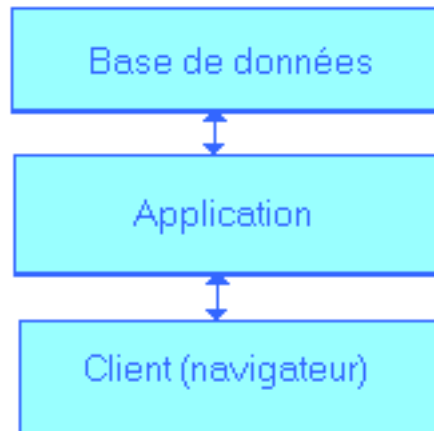 Base de données
Application
Client (navigateur)